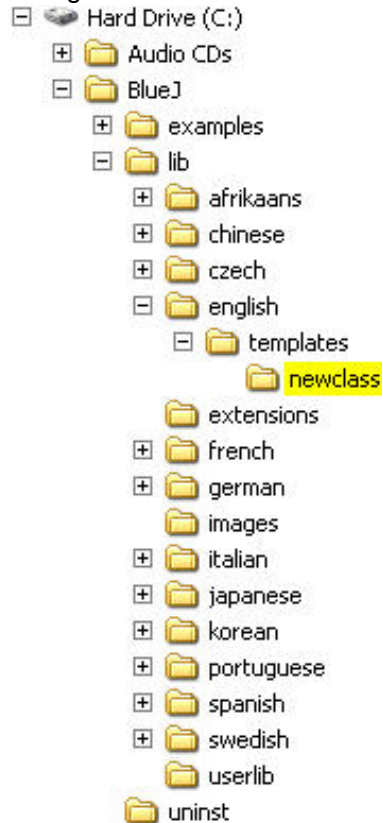 Hard Drive (C:)
Audio CDs
BlueJ
examples
lib
afrikaans
chinese
czech
english
templates
newclass
extensions
french
german
images
italian
japanese
korean
portuguese
spanish
swedish
userlib
uninst